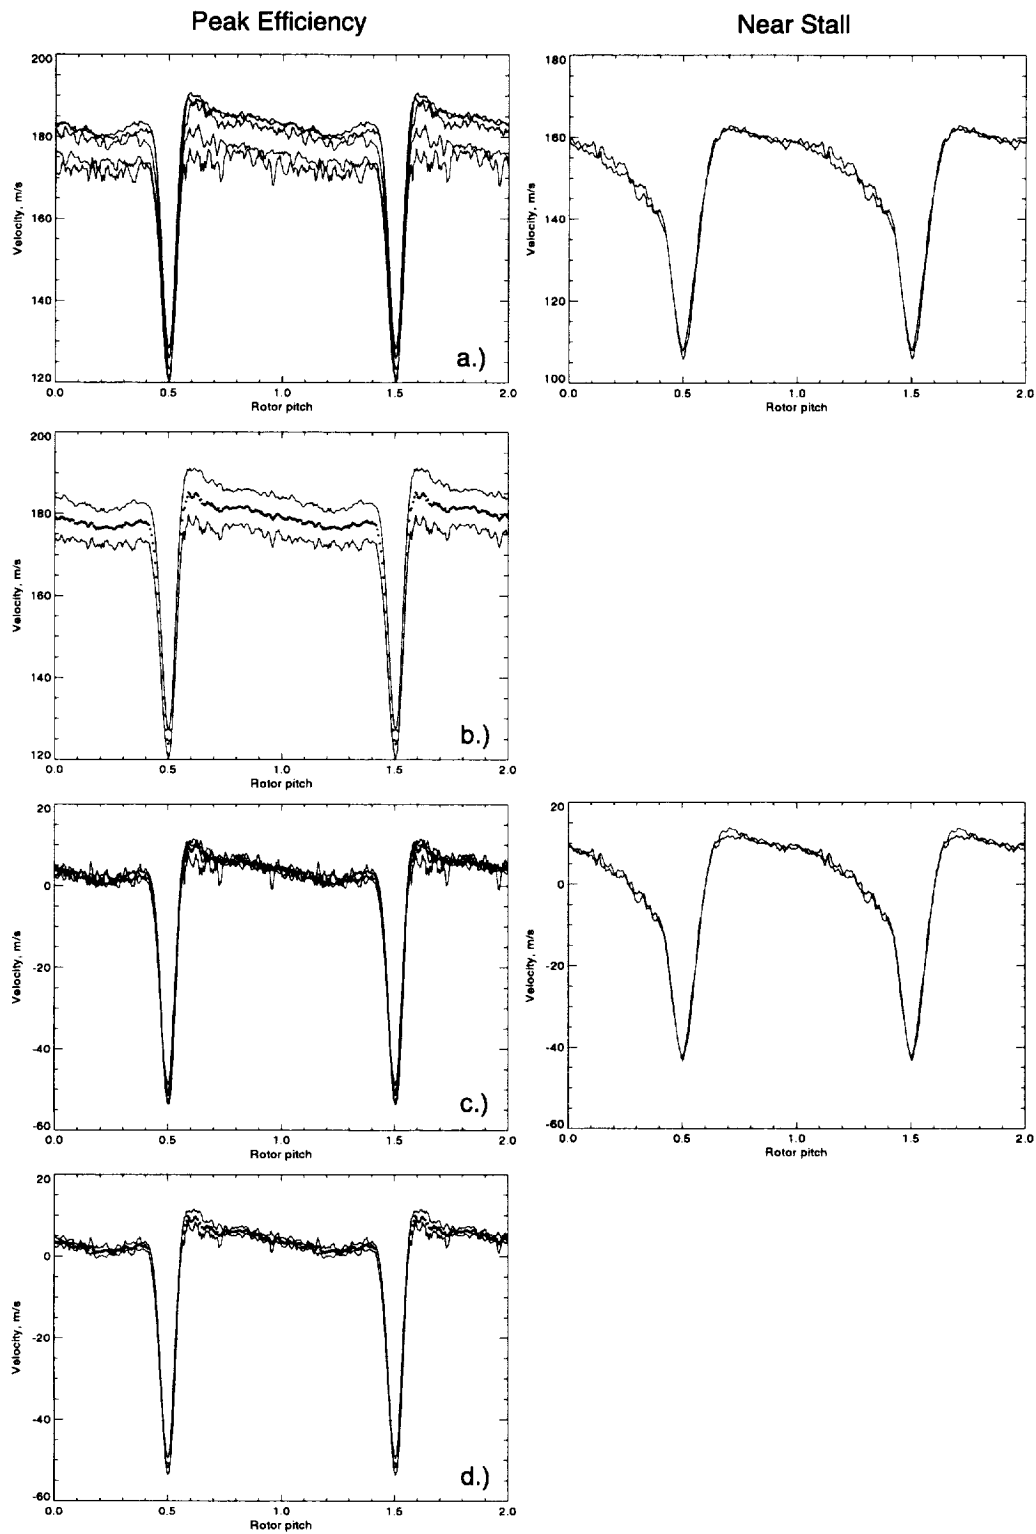 Peak Efficiency
Near Stall
200
180
160
140
120
Velocity, m/s
0.0 0.5 1.0 1.5 2.0
Rotor pitch
a.)
180
160
140
120
100
Velocity, m/s
0.0 0.5 1.0 1.5 2.0
Rotor pitch
200
180
160
140
120
Velocity, m/s
0.0 0.5 1.0 1.5 2.0
Rotor pitch
b.)
20
0
-20
-40
-60
Velocity, m/s
0.0 0.5 1.0 1.5 2.0
Rotor pitch
c.)
20
0
-20
-40
-60
Velocity, m/s
0.0 0.5 1.0 1.5 2.0
Rotor pitch
20
0
-20
-40
-60
Velocity, m/s
0.0 0.5 1.0 1.5 2.0
Rotor pitch
d.)